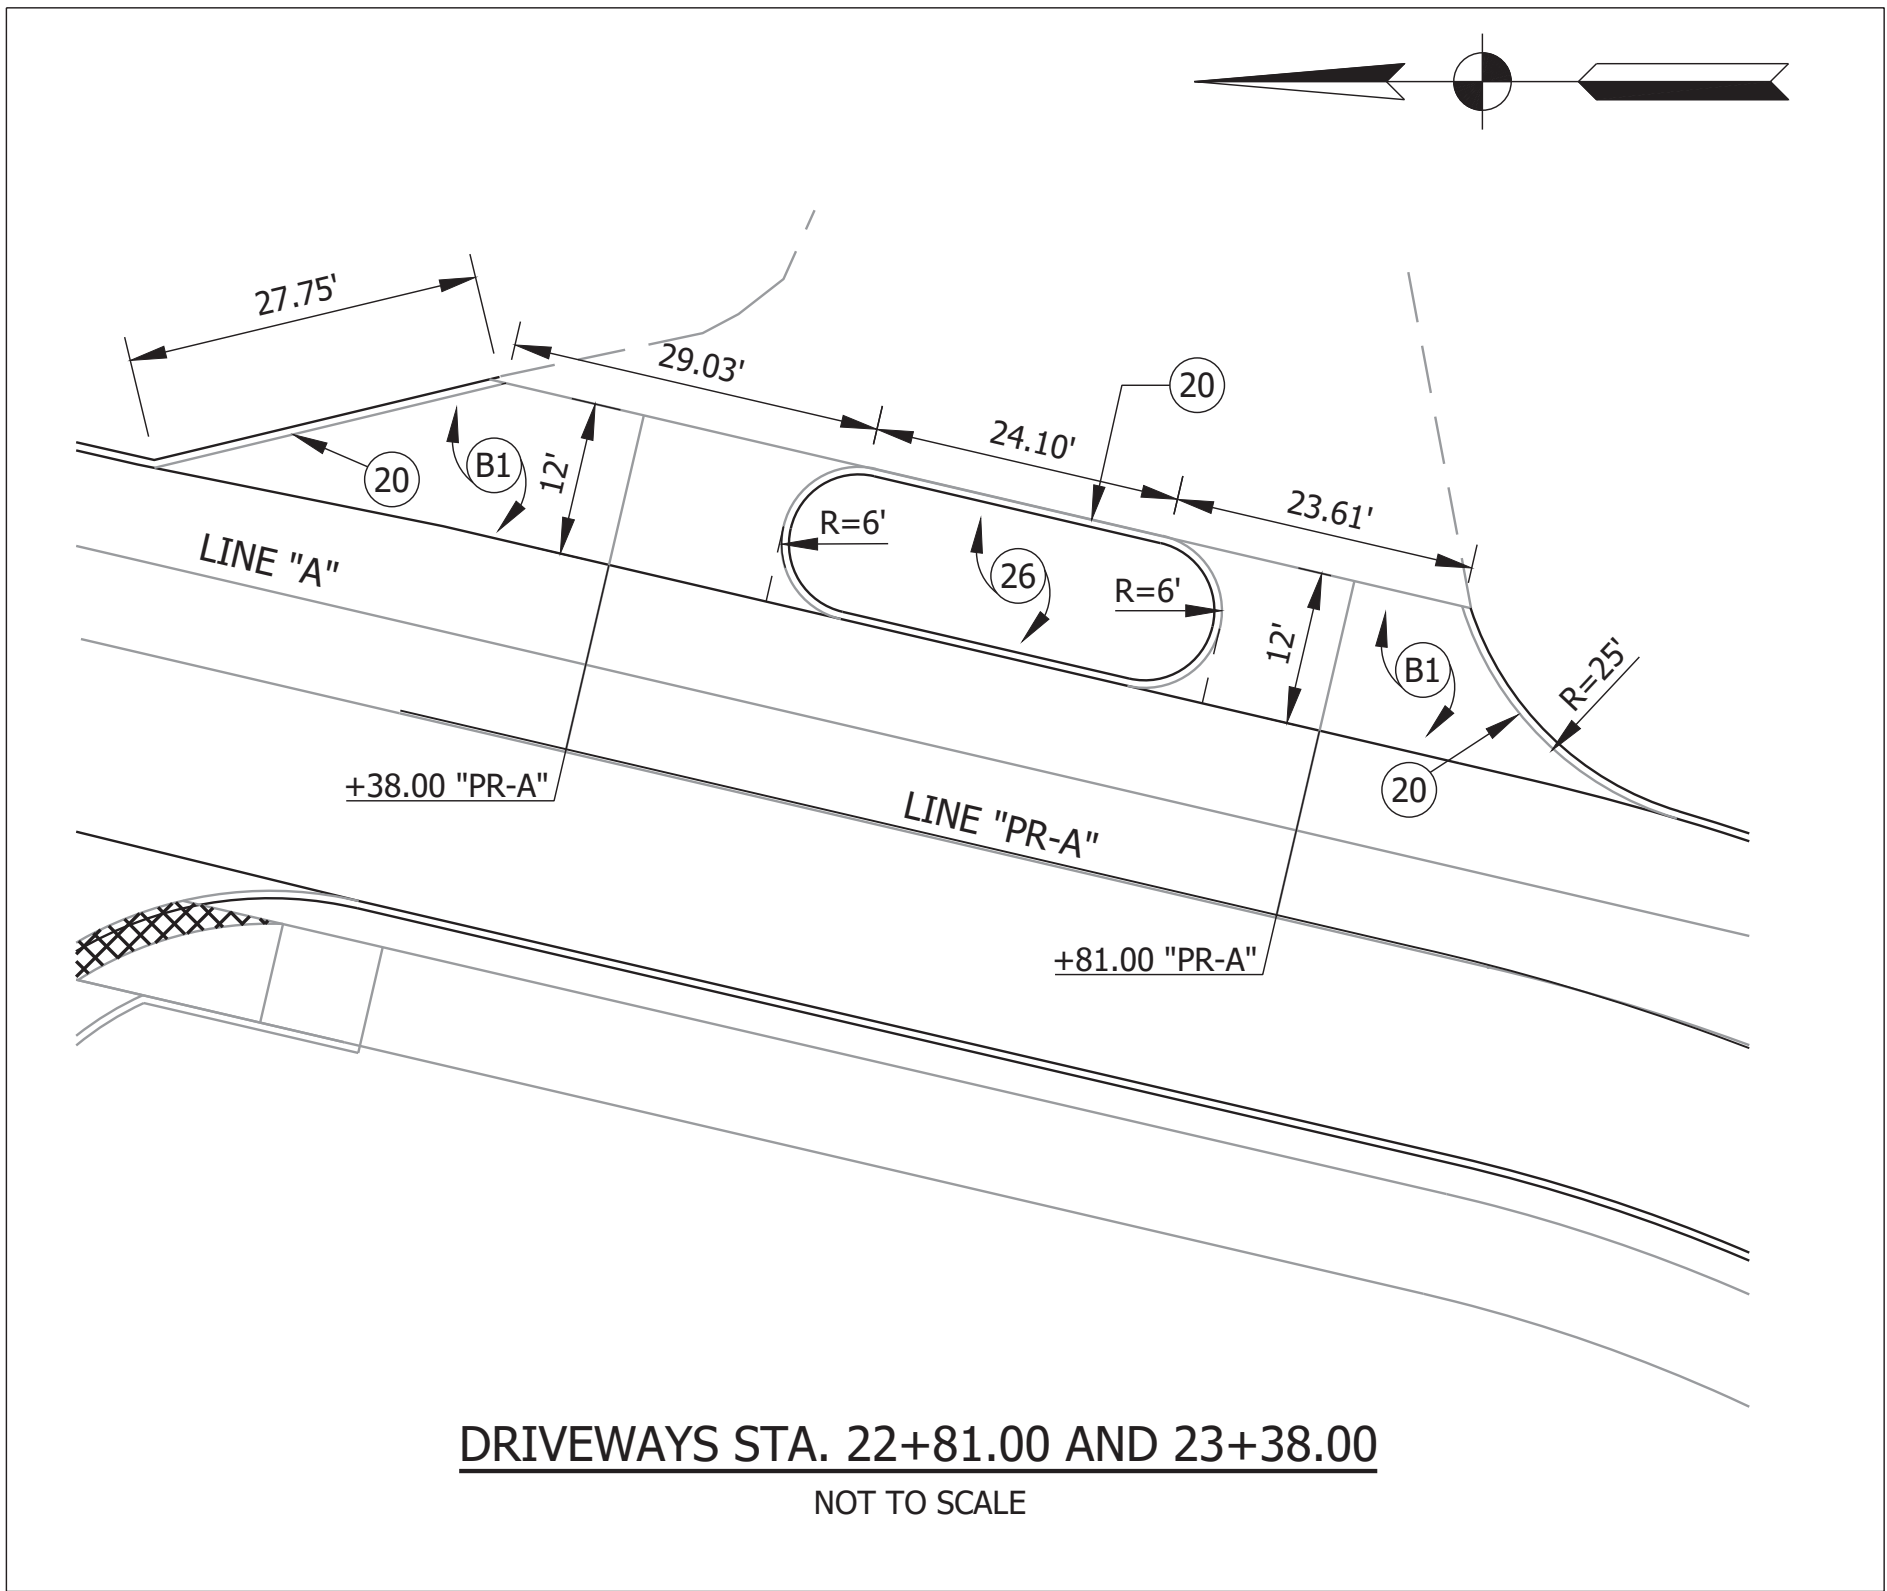 27.75'
29.03'
20
24.10'
23.61'
B1
12'
20
R=6'
26
R=6'
12'
B1
R=25'
20
LINE "A"
+38.00 "PR-A"
LINE "PR-A"
+81.00 "PR-A"
DRIVEWAYS STA. 22+81.00 AND 23+38.00
NOT TO SCALE